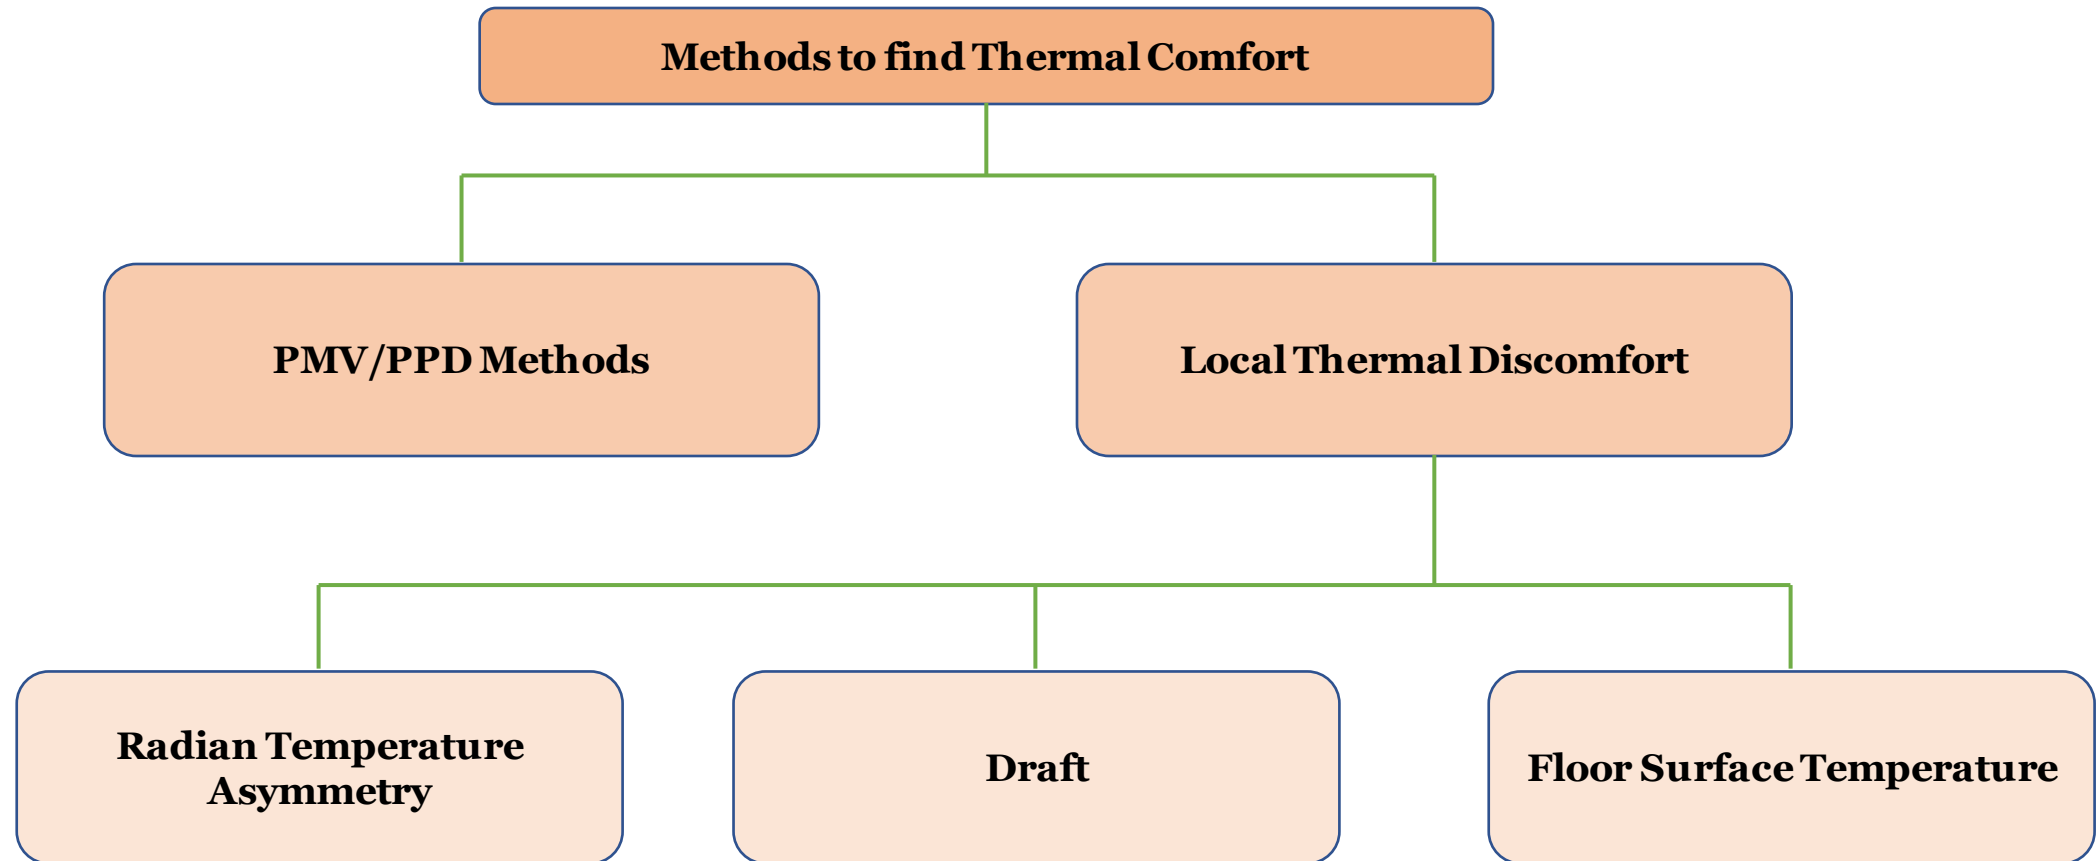 Methods to find Thermal Comfort
PMV/PPD Methods
Local Thermal Discomfort
Radian Temperature
Asymmetry
Draft
Floor Surface Temperature